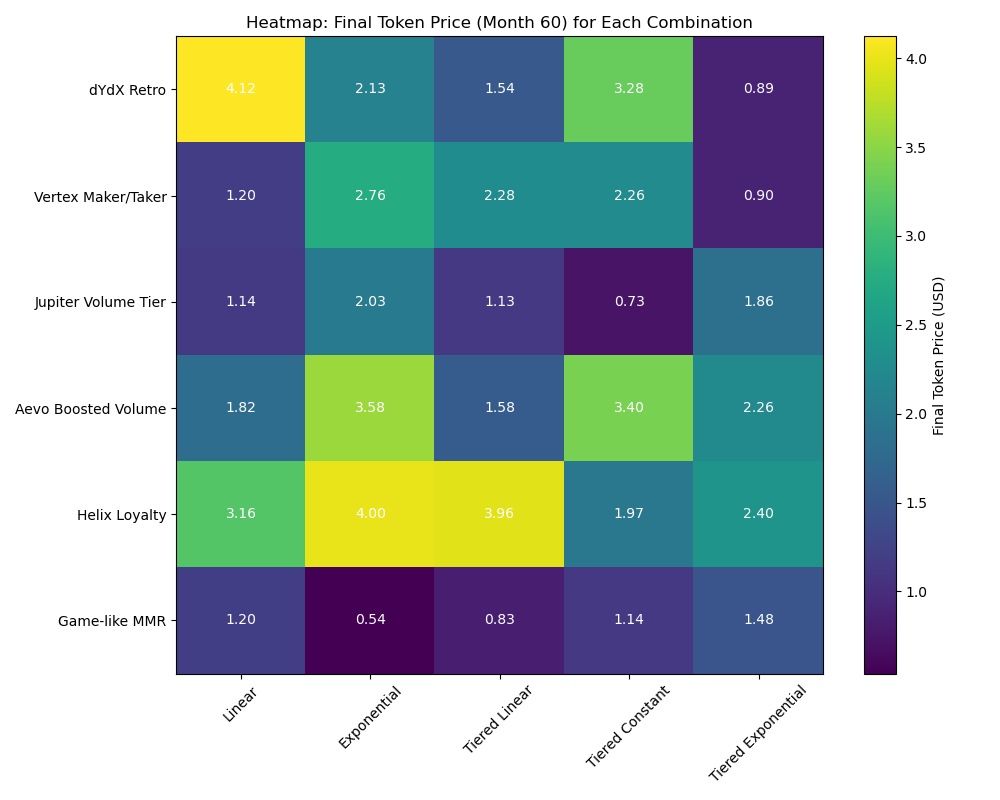 Heatmap: Final Token Price (Month 60) for Each Combination
dYdX Retro 4.12 2.13 1.54 3.28 0.89
Vertex Maker/Taker 1.20 2.76 2.28 2.26 0.90
Jupiter Volume Tier 1.14 2.03 1.13 0.73 1.86
Aevo Boosted Volume 1.82 3.58 1.58 3.40 2.26
Helix Loyalty 3.16 4.00 3.96 1.97 2.40
Game-like MMR 1.20 0.54 0.83 1.14 1.48
Linear Exponential Tiered Linear Tiered Constant Tiered Exponential
4.0
3.5
3.0
2.5
2.0
1.5
1.0
Final Token Price (USD)